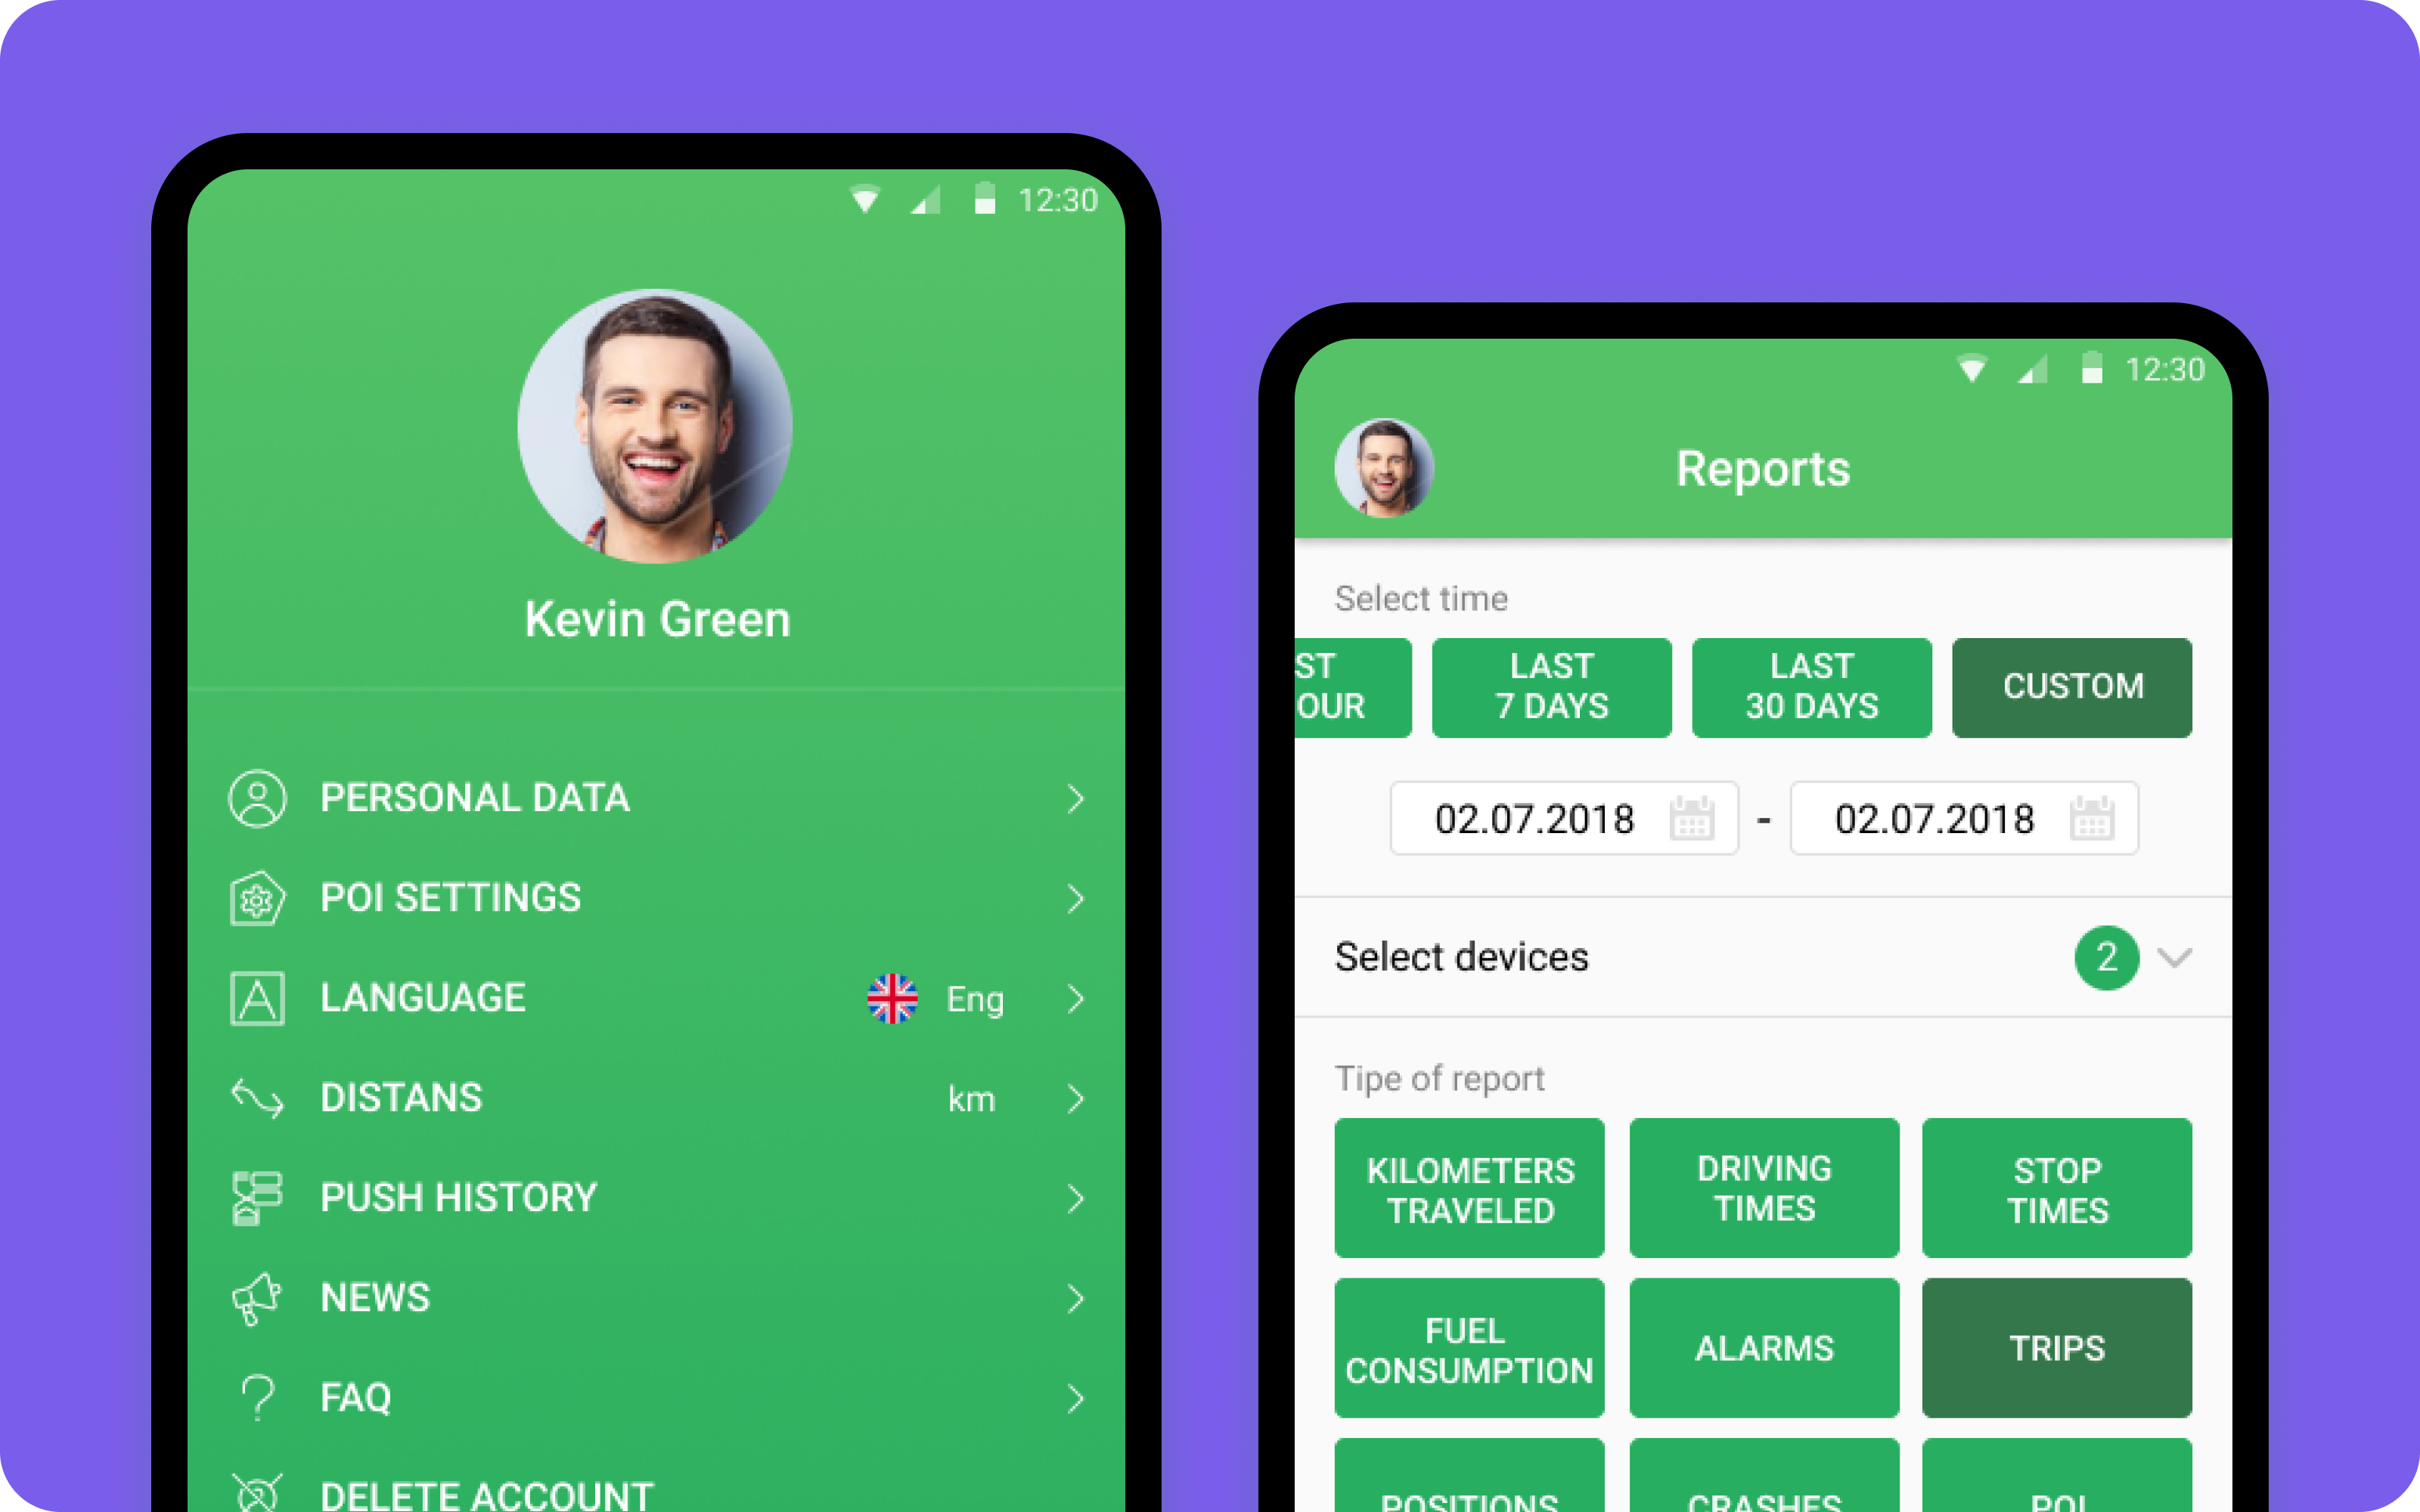 12:30
Kevin Green
PERSONAL DATA
POI SETTINGS
LANGUAGE Eng
DISTANS km
PUSH HISTORY
NEWS
FAQ
DELETE ACCOUNT
12:30
Reports
Select time
ST
OUR
LAST
7 DAYS
LAST
30 DAYS
CUSTOM
02.07.2018 - 02.07.2018
Select devices 2
Tipe of report
KILOMETERS
TRAVELED
DRIVING
TIMES
STOP
TIMES
FUEL
CONSUMPTION
ALARMS
TRIPS
POSITIONS
CRASHES
POI